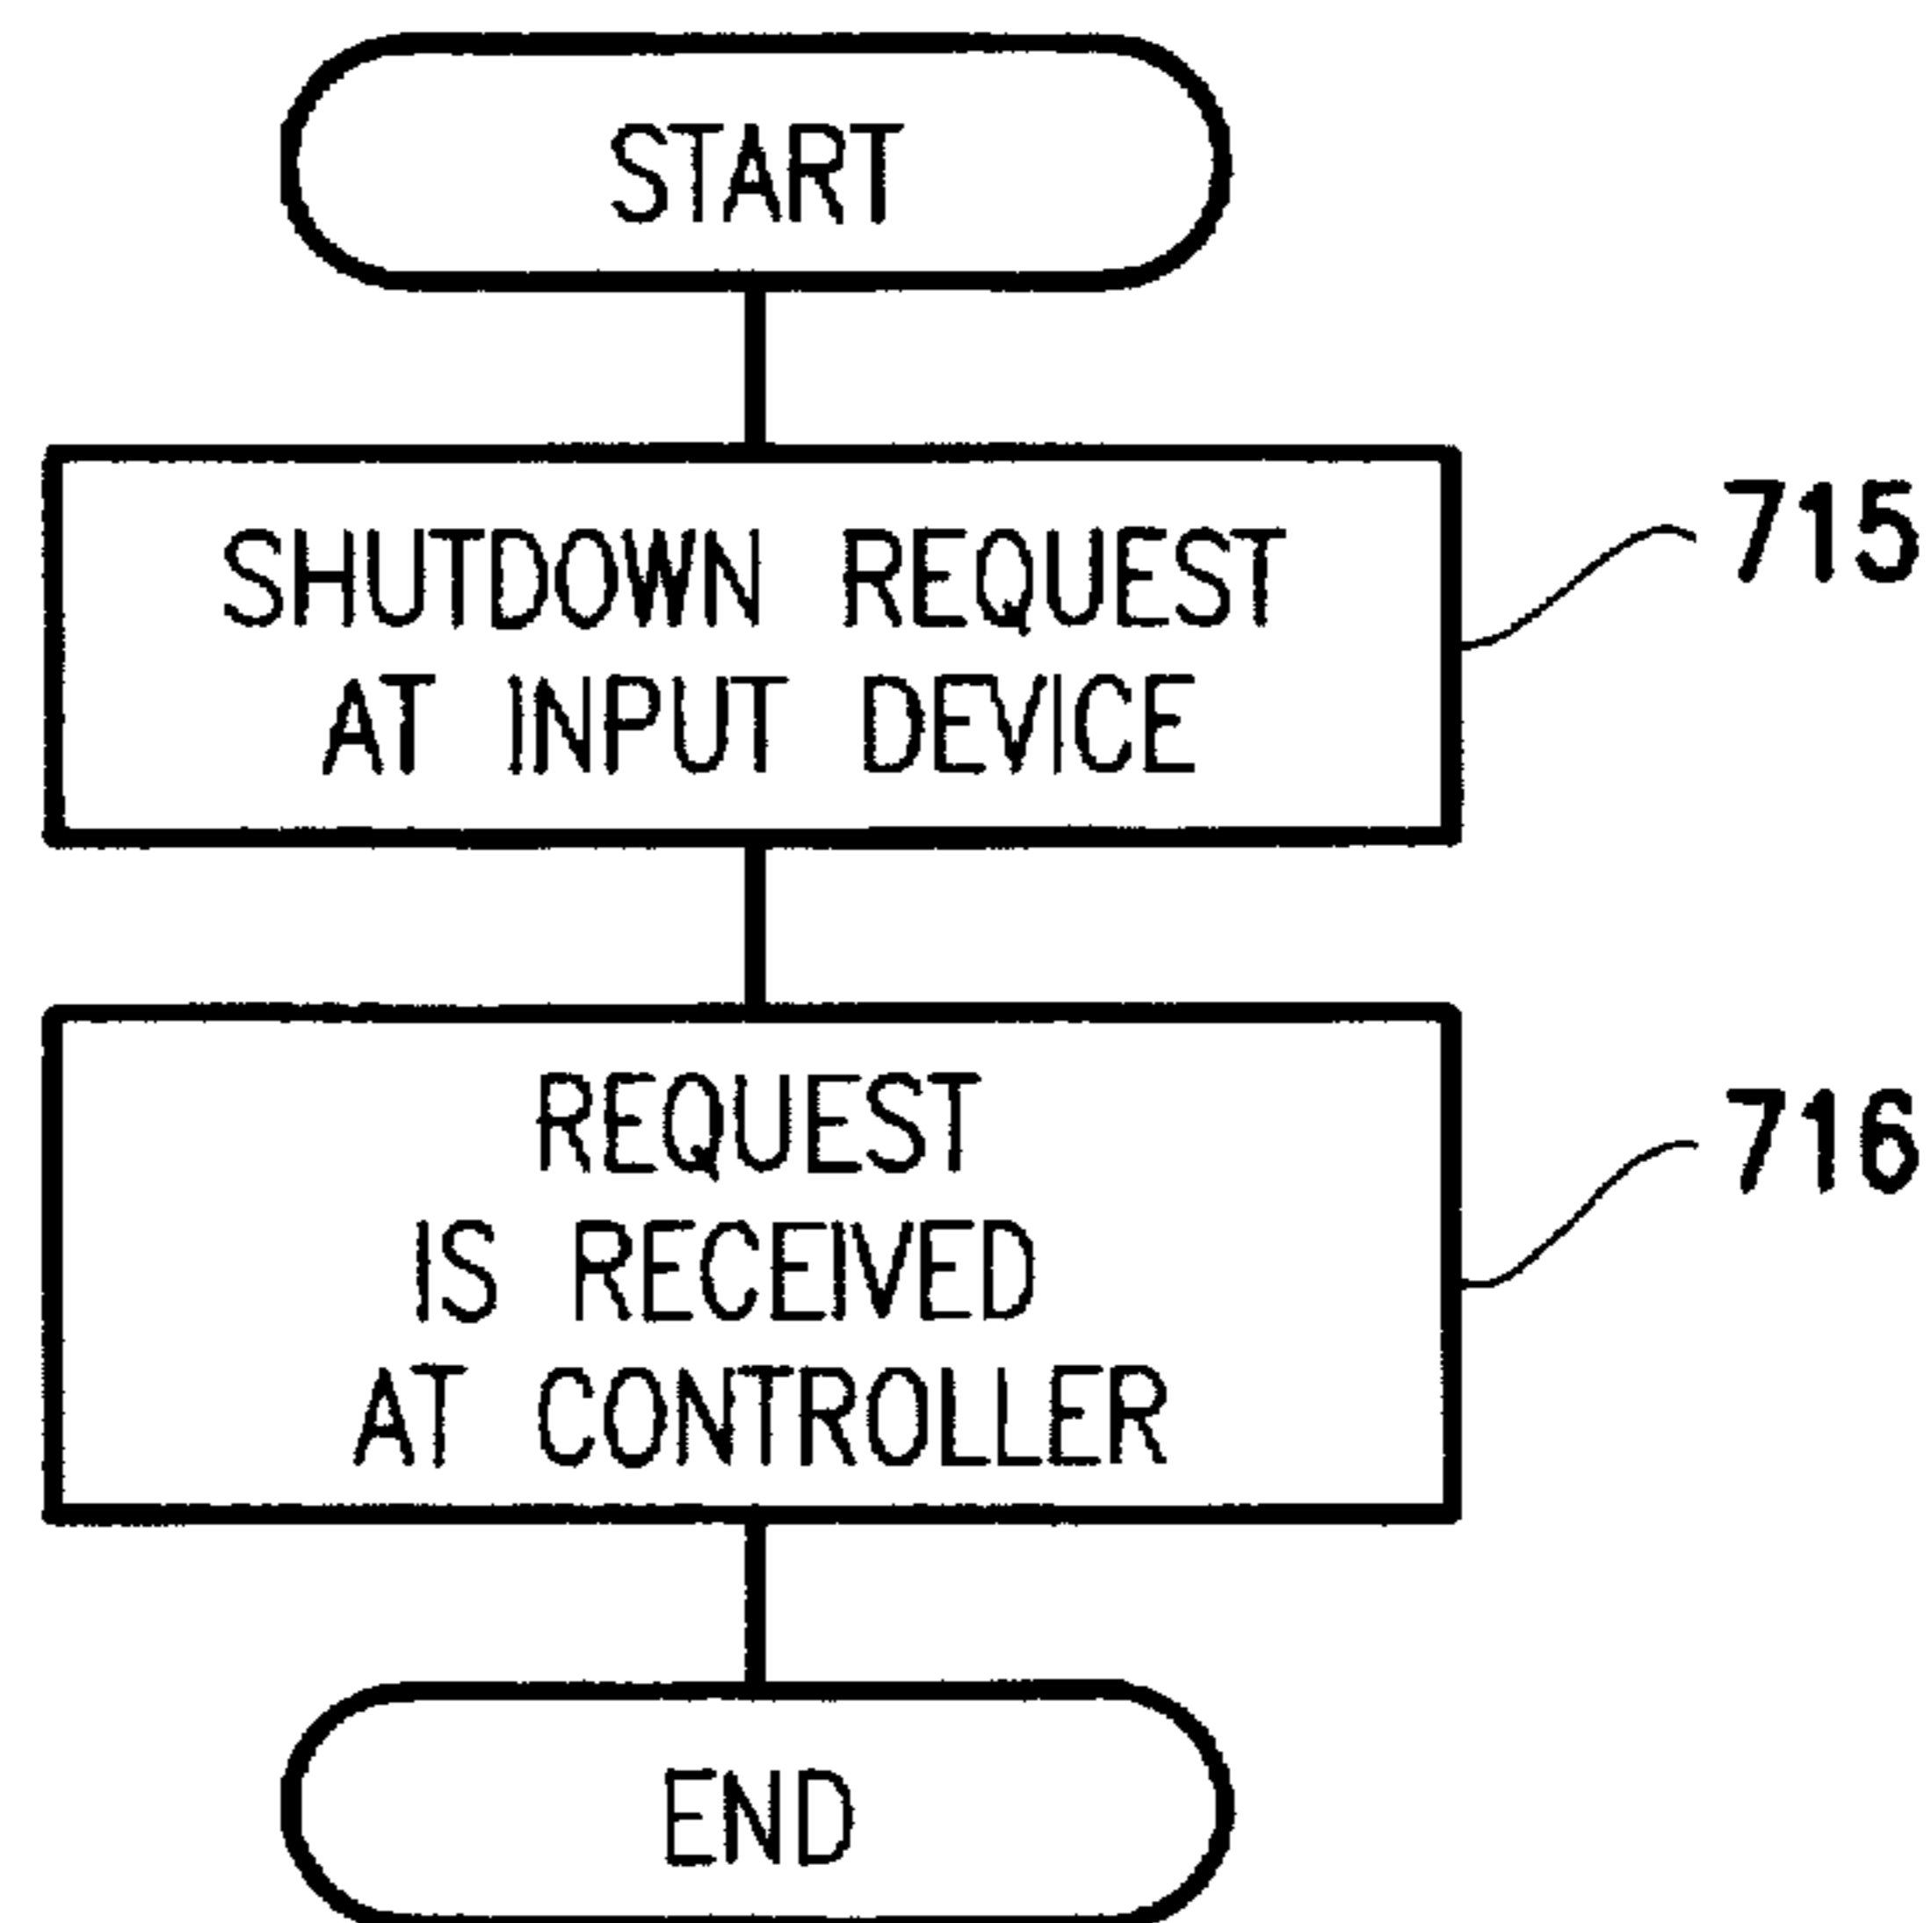 START
SHUTDOWN REQUEST
AT INPUT DEVICE
715
REQUEST
IS RECEIVED
AT CONTROLLER
716
END